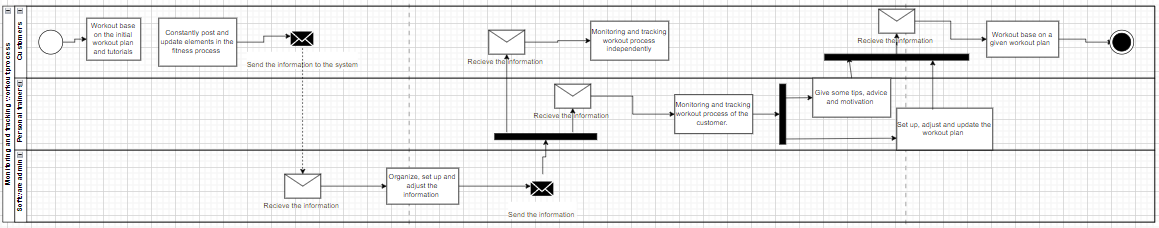 Monitoring and tracking workout process
Customers
Personal trainer
Software admin
Workout base
on the initial
workout plan
and tutorials
Constantly post and
update elements in the
fitness process
Send the information to the system
Recieve the information
Monitoring and tracking
workout process
independently
Recieve the information
Workout base on a
given workout plan
Recieve the information
Monitoring and tracking
workout process of the
customer.
Give some tips, advice
and motivation
Set up, adjust and update the
workout plan
Recieve the information
Organize, set up and
adjust the
information
Send the information